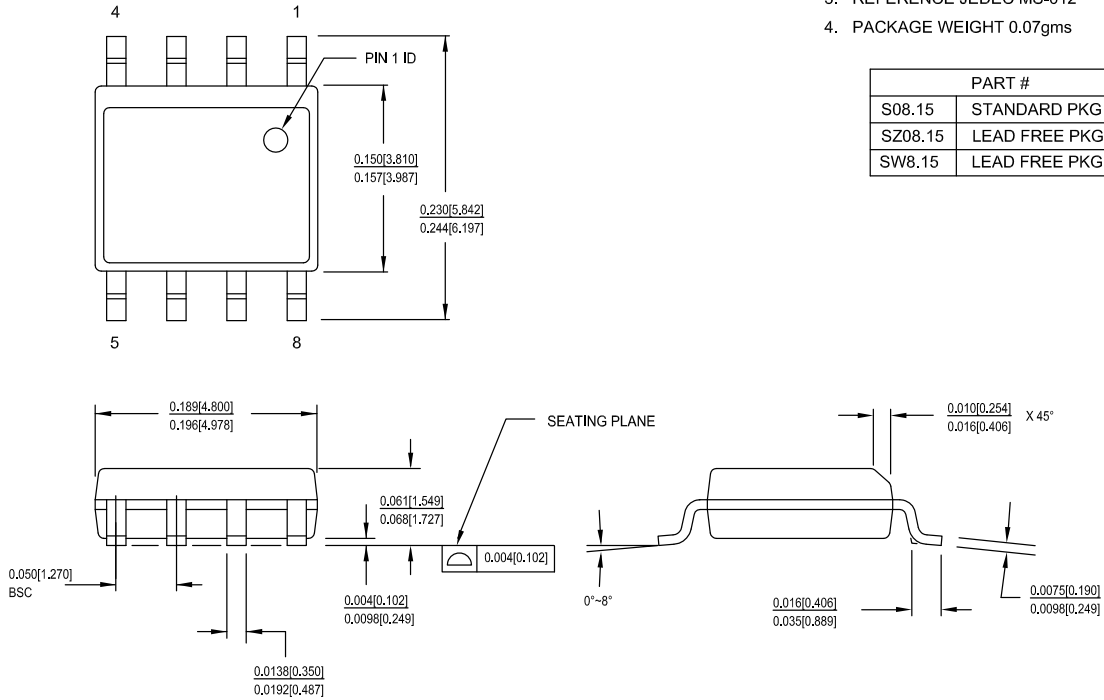 3. REFERENCE JEDEC MS-012
4. PACKAGE WEIGHT 0.07gms
PART #
S08.15 STANDARD PKG
SZ08.15 LEAD FREE PKG
SW8.15 LEAD FREE PKG
4 1
PIN 1 ID
0.150[3.810]
0.157[3.987]
0.230[5.842]
0.244[6.197]
5 8
0.189[4.800]
0.196[4.978]
SEATING PLANE
0.010[0.254]
0.016[0.406]
X 45°
0.061[1.549]
0.068[1.727]
0.004[0.102]
0.050[1.270]
BSC
0.004[0.102]
0.0098[0.249]
0°~8°
0.016[0.406]
0.035[0.889]
0.0075[0.190]
0.0098[0.249]
0.0138[0.350]
0.0192[0.487]